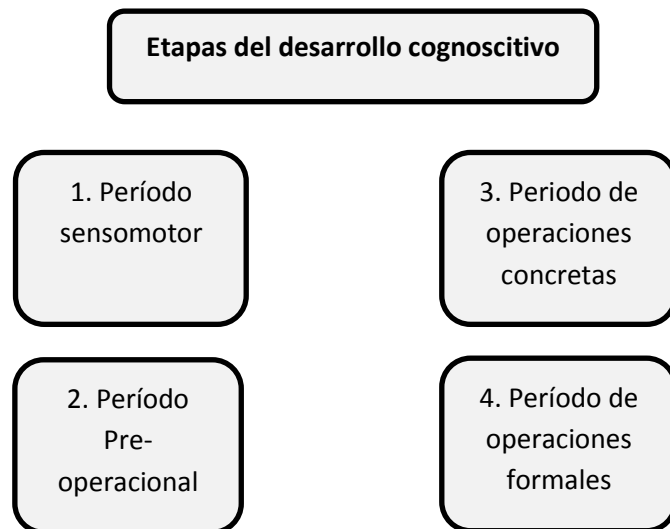 Etapas del desarrollo cognoscitivo
1. Período
sensomotor
2. Período
Pre-
operacional
3. Periodo de
operaciones
concretas
4. Período de
operaciones
formales